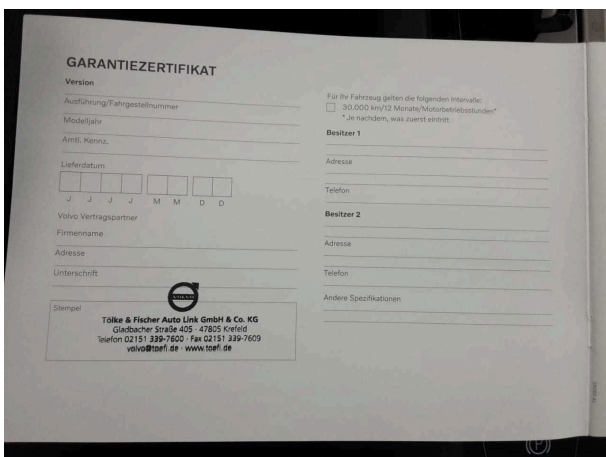 GARANTIEZERTIFIKAT
Version
Ausführung/Fahrgestellnummer
Modelljahr
Amtl. Kennz.
Lieferdatum
J J J J M M D D
Volvo Vertragspartner
Firmenname
Adresse
Unterschrift
VOLVO
Stempel
Tölke & Fischer Auto Link GmbH & Co. KG
Gladbacher Straße 405 · 47805 Krefeld
Telefon 02151 339-7600 · Fax 02151 339-7609
volvo@toefi.de · www.toefi.de
Für Ihr Fahrzeug gelten die folgenden Intervalle:
30.000 km/12 Monate/Motorbetriebsstunden*
*Je nachdem, was zuerst eintritt
Besitzer 1
Adresse
Telefon
Besitzer 2
Adresse
Telefon
Andere Spezifikationen
(P)